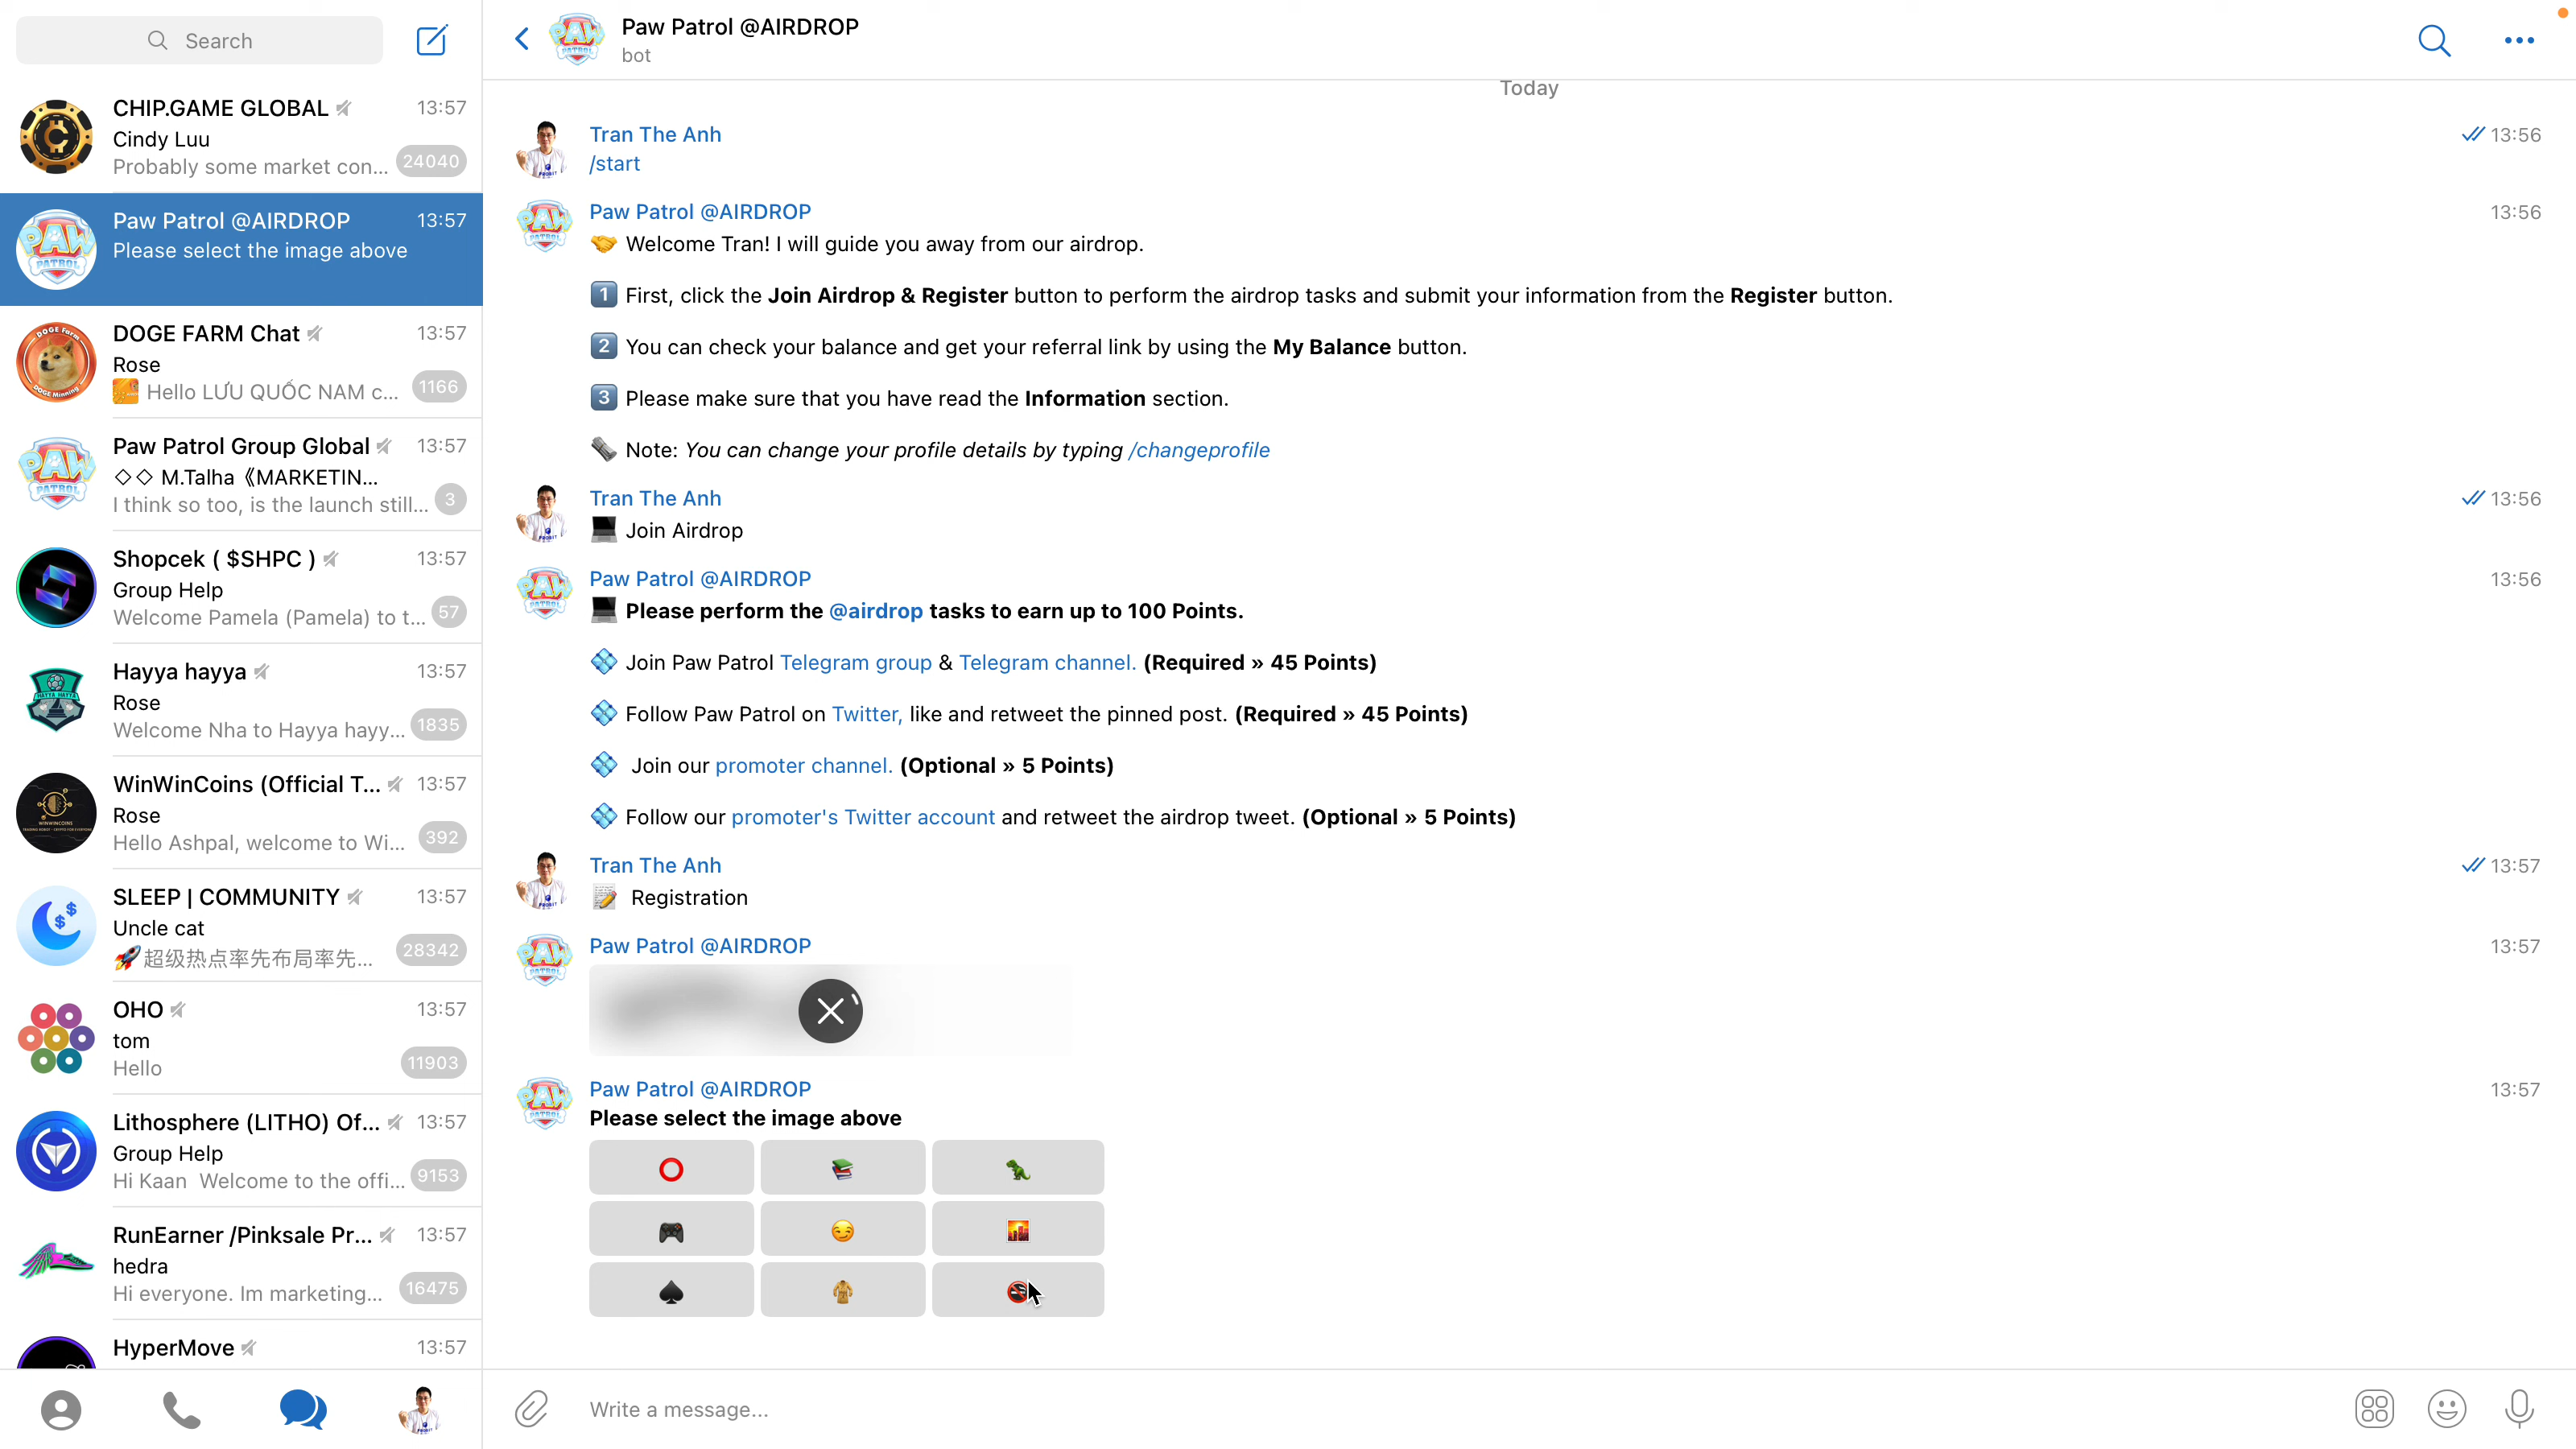 Search
CHIP.GAME GLOBAL 13:57
Cindy Luu
Probably some market con... 24040
Paw Patrol @AIRDROP 13:57
Please select the image above
DOGE FARM Chat 13:57
Rose
Hello LƯU QUỐC NAM c... 1166
Paw Patrol Group Global 13:57
◇◇ M.Talha《MARKETIN...
I think so too, is the launch still... 3
Shopcek ( $SHPC ) 13:57
Group Help
Welcome Pamela (Pamela) to t... 57
Hayya hayya 13:57
Rose
Welcome Nha to Hayya hayy... 1835
WinWinCoins (Official T... 13:57
Rose
Hello Ashpal, welcome to Wi... 392
SLEEP | COMMUNITY 13:57
Uncle cat
🚀超级热点率先布局率先... 28342
OHO 13:57
tom
Hello 11903
Lithosphere (LITHO) Of... 13:57
Group Help
Hi Kaan Welcome to the offi... 9153
RunEarner /Pinksale Pr... 13:57
hedra
Hi everyone. Im marketing... 16475
HyperMove 13:57
Paw Patrol @AIRDROP
bot
Today
Tran The Anh 13:56
/start
Paw Patrol @AIRDROP 13:56
🤝 Welcome Tran! I will guide you away from our airdrop.
1️⃣ First, click the Join Airdrop & Register button to perform the airdrop tasks and submit your information from the Register button.
2️⃣ You can check your balance and get your referral link by using the My Balance button.
3️⃣ Please make sure that you have read the Information section.
🗞 Note: You can change your profile details by typing /changeprofile
Tran The Anh 13:56
💻 Join Airdrop
Paw Patrol @AIRDROP 13:56
💻 Please perform the @airdrop tasks to earn up to 100 Points.
💠 Join Paw Patrol Telegram group & Telegram channel. (Required » 45 Points)
💠 Follow Paw Patrol on Twitter, like and retweet the pinned post. (Required » 45 Points)
💠 Join our promoter channel. (Optional » 5 Points)
💠 Follow our promoter's Twitter account and retweet the airdrop tweet. (Optional » 5 Points)
Tran The Anh 13:57
📝 Registration
Paw Patrol @AIRDROP 13:57
Paw Patrol @AIRDROP 13:57
Please select the image above
Write a message...